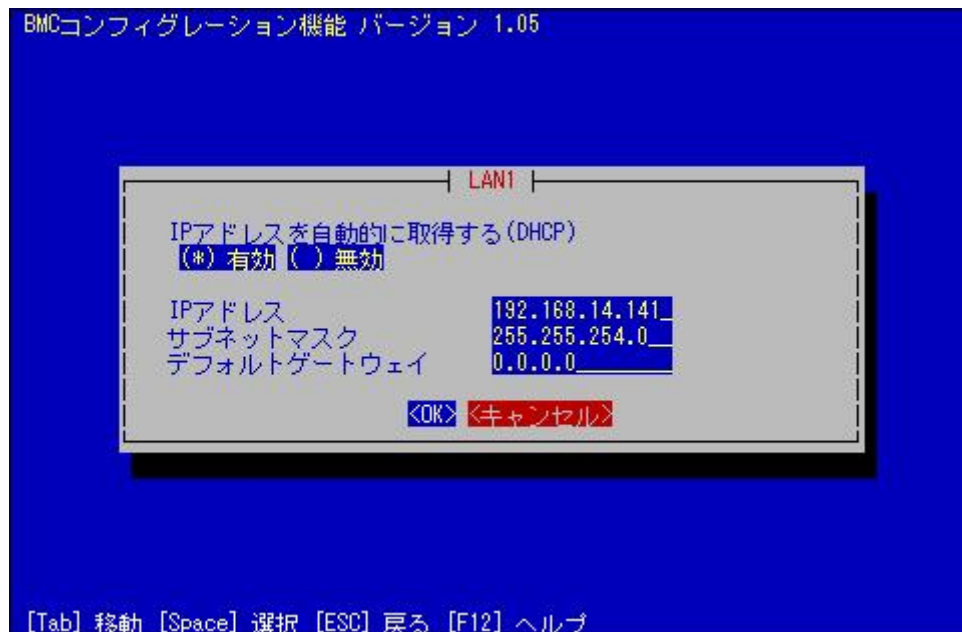 BMCコンフィグレーション機能 バージョン 1.05
LAN1
IPアドレスを自動的に取得する(DHCP)
(*) 有効 ( ) 無効
IPアドレス 192.168.14.141_
サブネットマスク 255.255.254.0__
デフォルトゲートウェイ 0.0.0.0________
<OK> <キャンセル>
[Tab] 移動 [Space] 選択 [ESC] 戻る [F12] ヘルプ